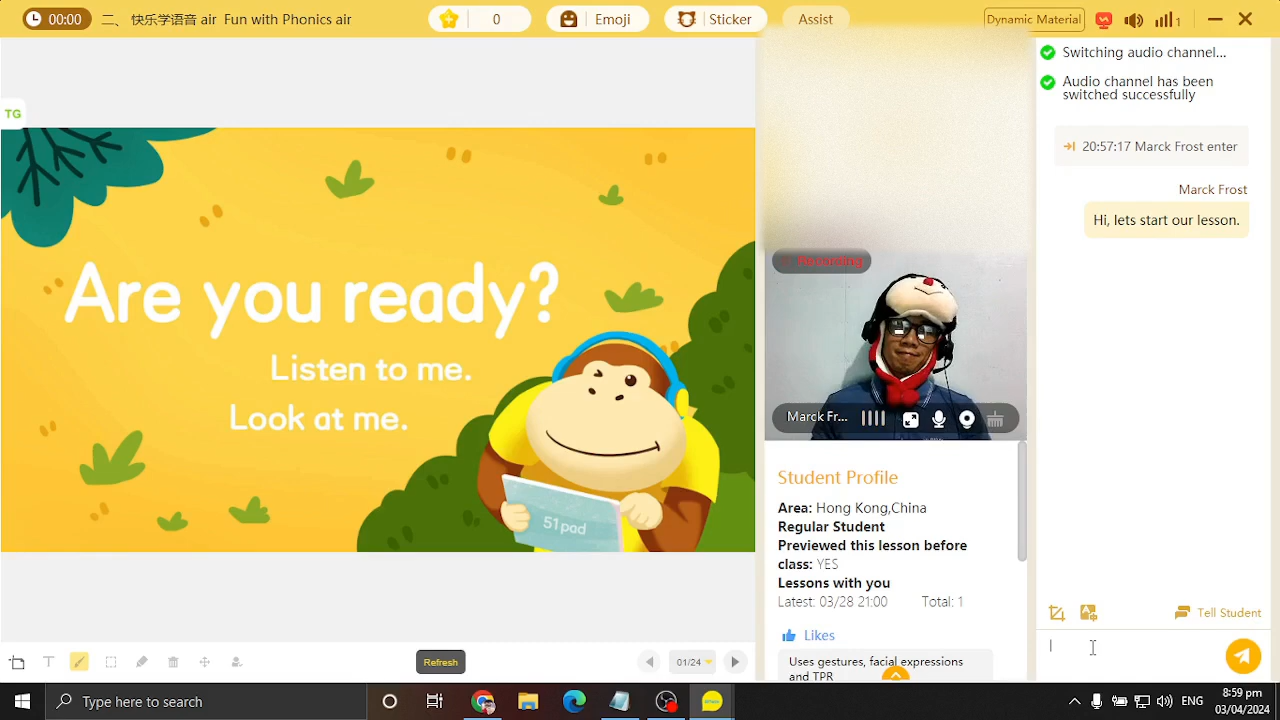 00:00
二、快乐学语音 air Fun with Phonics air
0
Emoji
Sticker
Assist
Dynamic Material
1
TG
Are you ready?
Listen to me.
Look at me.
51pad
Refresh
01/24
Recording
Marck Fr...
Student Profile
Area: Hong Kong,China
Regular Student
Previewed this lesson before
class: YES
Lessons with you
Latest: 03/28 21:00 Total: 1
Likes
Uses gestures, facial expressions
and TPR
Switching audio channel...
Audio channel has been
switched successfully
20:57:17 Marck Frost enter
Marck Frost
Hi, lets start our lesson.
Tell Student
Type here to search
ENG
8:59 pm
03/04/2024